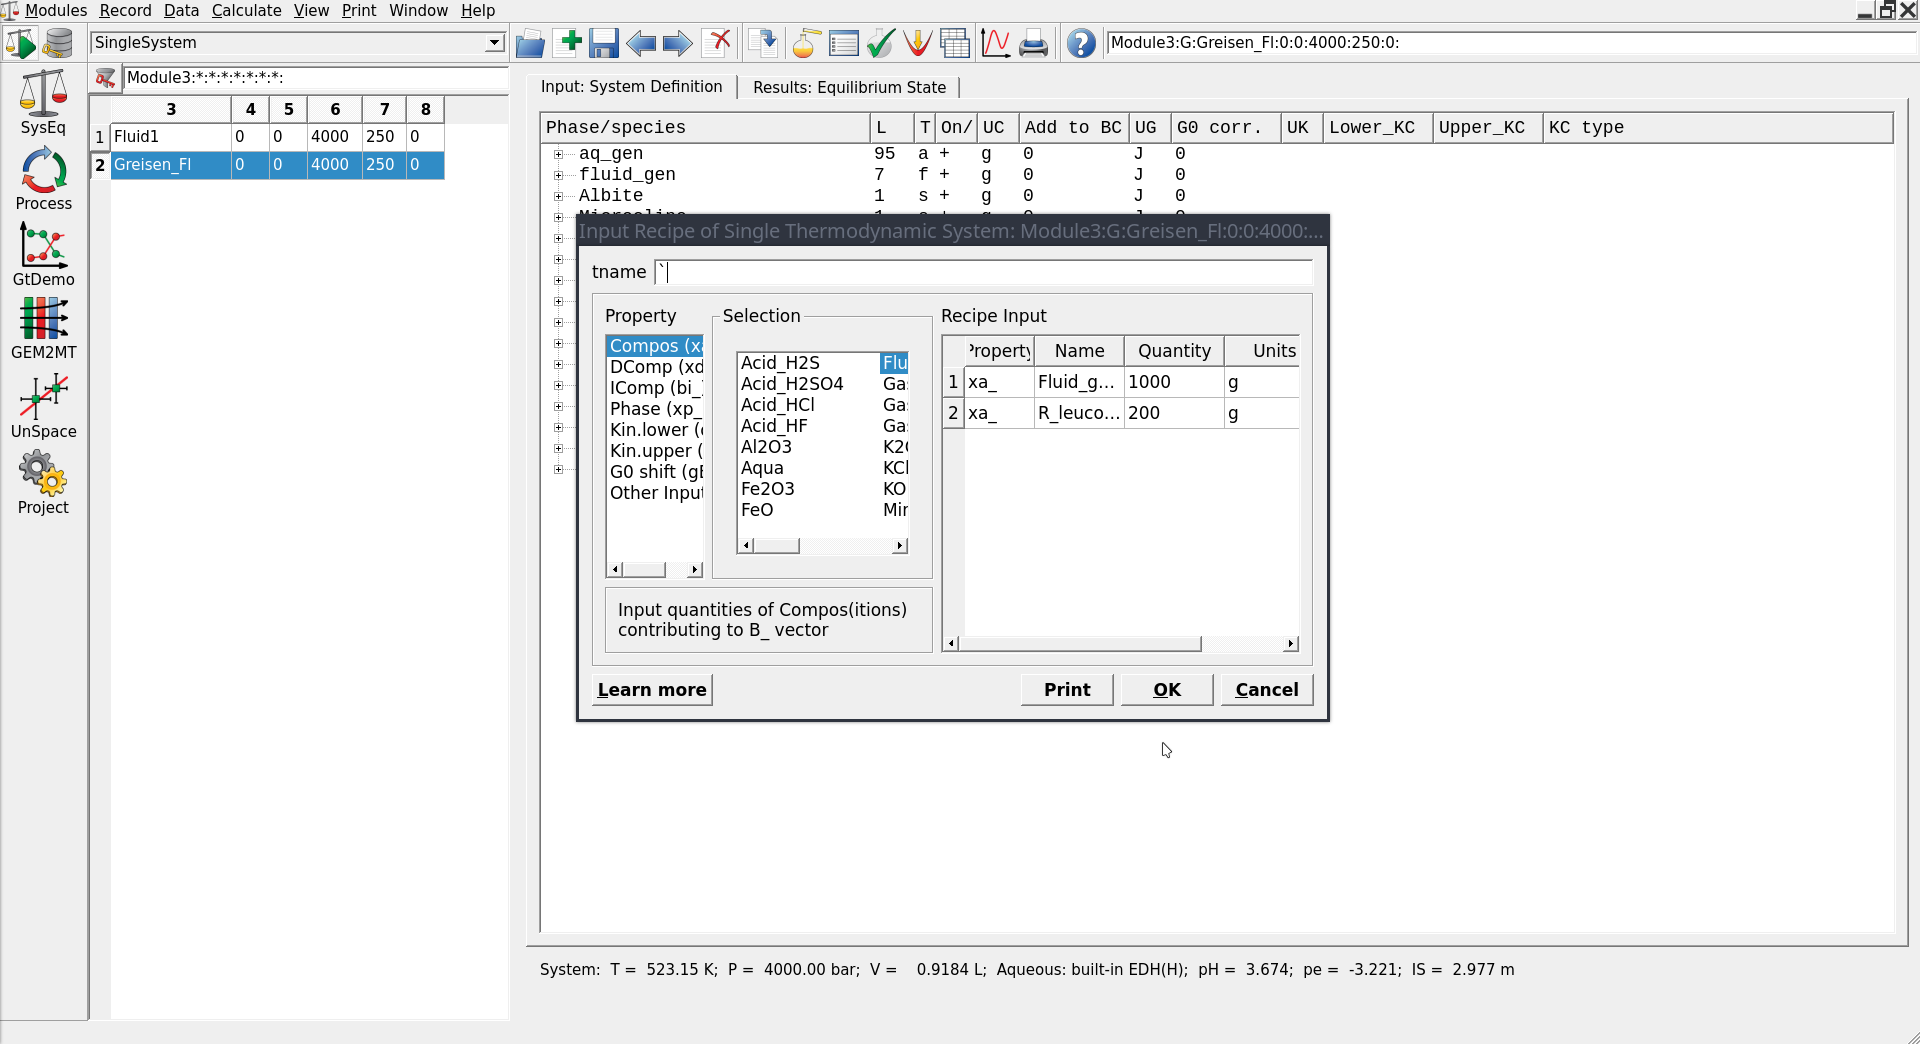 Modules Record Data Calculate View Print Window Help
SingleSystem
Module3:G:Greisen_Fl:0:0:4000:250:0:
SysEq
Process
GtDemo
GEM2MT
UnSpace
Project
Module3:*:*:*:*:*:*:*:
3 4 5 6 7 8
1 Fluid1 0 0 4000 250 0
2 Greisen_Fl 0 0 4000 250 0
Input: System Definition Results: Equilibrium State
Phase/species L T On/ UC Add to BC UG G0 corr. UK Lower_KC Upper_KC KC type
aq_gen 95 a + g 0 J 0
fluid_gen 7 f + g 0 J 0
Albite 1 s + g 0 J 0
Input Recipe of Single Thermodynamic System: Module3:G:Greisen_Fl:0:0:4000:...
tname `
Property
Compos (xa
DComp (xd
IComp (bi_
Phase (xp_
Kin.lower (
Kin.upper (
G0 shift (gE
Other Input
Selection
Acid_H2S Flu
Acid_H2SO4 Ga
Acid_HCl Ga
Acid_HF Ga
Al2O3 K2
Aqua KCl
Fe2O3 KO
FeO Mir
Input quantities of Compos(itions)
contributing to B_ vector
Recipe Input
Property Name Quantity Units
1 xa_ Fluid_g... 1000 g
2 xa_ R_leuco... 200 g
Learn more Print OK Cancel
System: T = 523.15 K; P = 4000.00 bar; V = 0.9184 L; Aqueous: built-in EDH(H); pH = 3.674; pe = -3.221; IS = 2.977 m